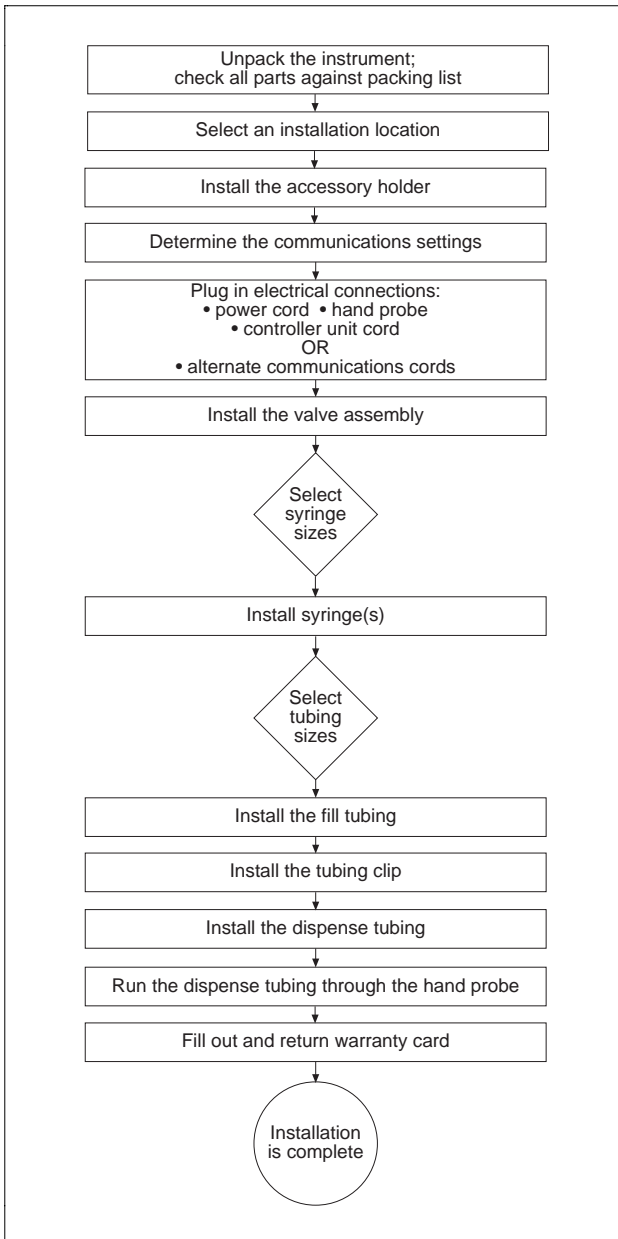 Unpack the instrument;
check all parts against packing list
Select an installation location
Install the accessory holder
Determine the communications settings
Plug in electrical connections:
• power cord • hand probe
• controller unit cord
OR
• alternate communications cords
Install the valve assembly
Select
syringe
sizes
Install syringe(s)
Select
tubing
sizes
Install the fill tubing
Install the tubing clip
Install the dispense tubing
Run the dispense tubing through the hand probe
Fill out and return warranty card
Installation
is complete